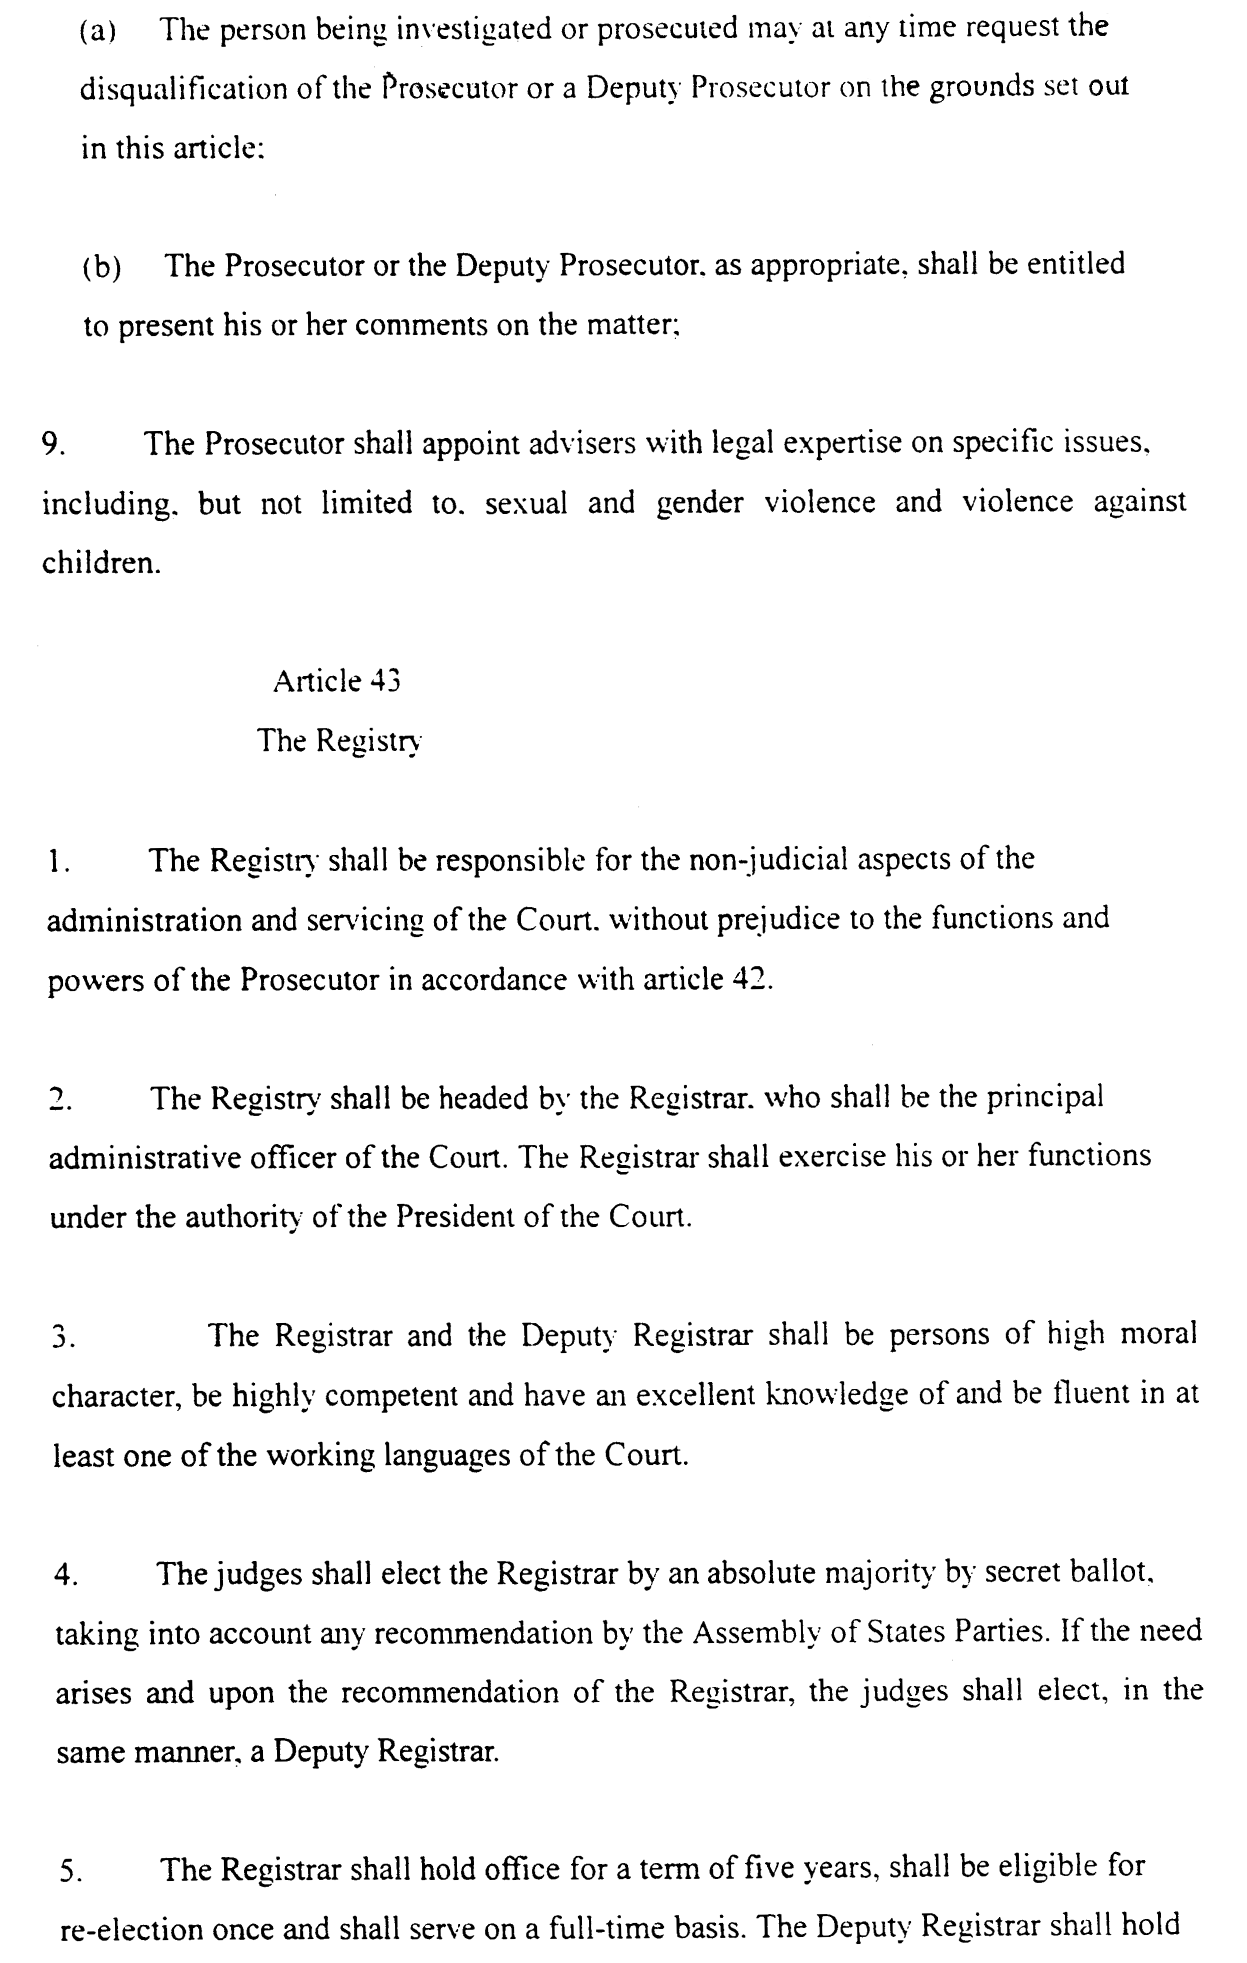 (a) The person being investigated or prosecuted may at any time request the
disqualification of the Prosecutor or a Deputy Prosecutor on the grounds set out
in this article;
(b) The Prosecutor or the Deputy Prosecutor, as appropriate, shall be entitled
to present his or her comments on the matter;
9. The Prosecutor shall appoint advisers with legal expertise on specific issues,
including, but not limited to, sexual and gender violence and violence against
children.
Article 43
The Registry
1. The Registry shall be responsible for the non-judicial aspects of the
administration and servicing of the Court, without prejudice to the functions and
powers of the Prosecutor in accordance with article 42.
2. The Registry shall be headed by the Registrar, who shall be the principal
administrative officer of the Court. The Registrar shall exercise his or her functions
under the authority of the President of the Court.
3. The Registrar and the Deputy Registrar shall be persons of high moral
character, be highly competent and have an excellent knowledge of and be fluent in at
least one of the working languages of the Court.
4. The judges shall elect the Registrar by an absolute majority by secret ballot,
taking into account any recommendation by the Assembly of States Parties. If the need
arises and upon the recommendation of the Registrar, the judges shall elect, in the
same manner, a Deputy Registrar.
5. The Registrar shall hold office for a term of five years, shall be eligible for
re-election once and shall serve on a full-time basis. The Deputy Registrar shall hold